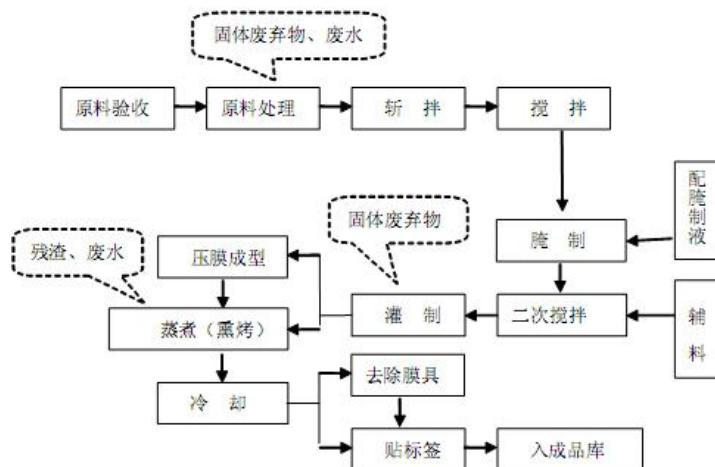 固体废弃物、废水
原料验收
原料处理
斩 拌
搅 拌
配腌制液
固体废弃物
腌 制
残渣、废水
压膜成型
灌 制
二次搅拌
辅料
蒸煮（熏烤）
去除膜具
冷 却
贴标签
入成品库